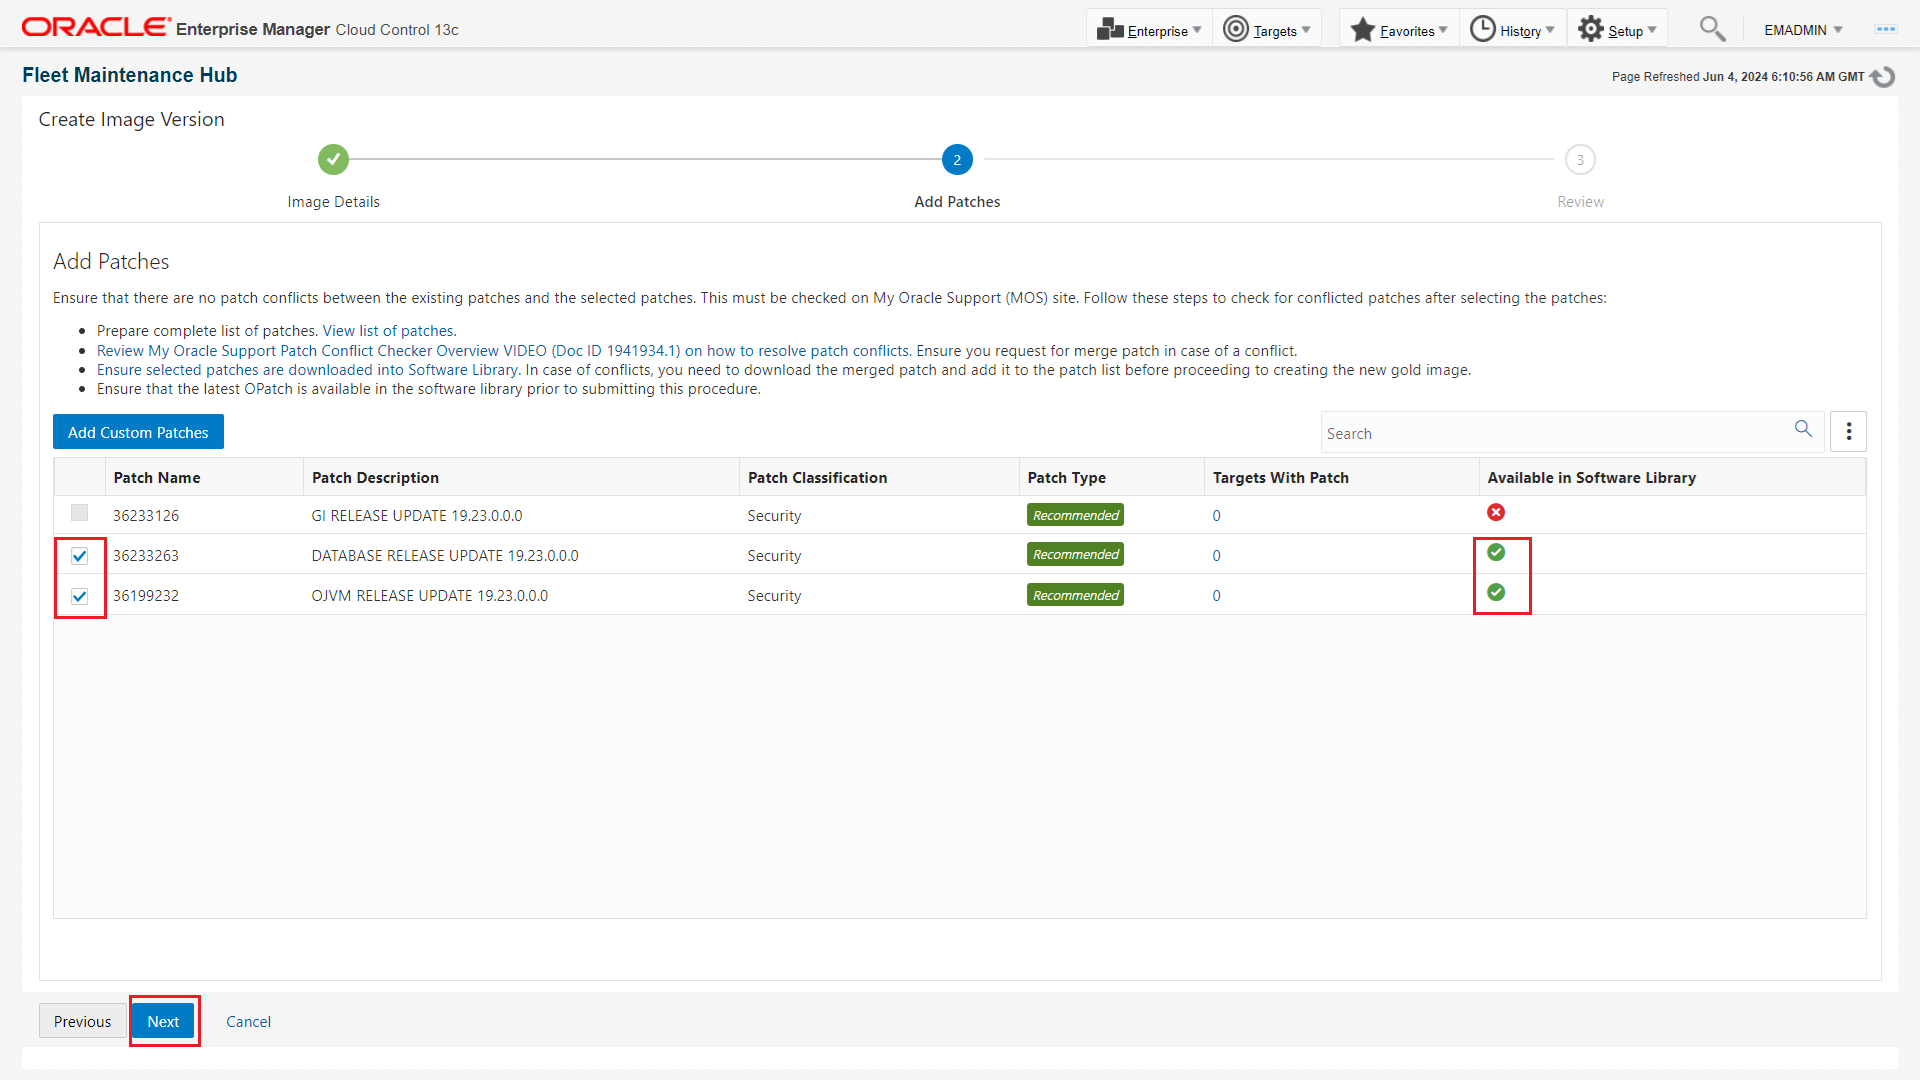 ORACLE Enterprise Manager Cloud Control 13c
Enterprise
Targets
Favorites
History
Setup
EMADMIN
Fleet Maintenance Hub
Page Refreshed Jun 4, 2024 6:10:56 AM GMT
Create Image Version
2
3
Image Details
Add Patches
Review
Add Patches
Ensure that there are no patch conflicts between the existing patches and the selected patches. This must be checked on My Oracle Support (MOS) site. Follow these steps to check for conflicted patches after selecting the patches:
Prepare complete list of patches. View list of patches.
Review My Oracle Support Patch Conflict Checker Overview VIDEO (Doc ID 1941934.1) on how to resolve patch conflicts. Ensure you request for merge patch in case of a conflict.
Ensure selected patches are downloaded into Software Library. In case of conflicts, you need to download the merged patch and add it to the patch list before proceeding to creating the new gold image.
Ensure that the latest OPatch is available in the software library prior to submitting this procedure.
Add Custom Patches
Search
Patch Name Patch Description Patch Classification Patch Type Targets With Patch Available in Software Library
36233126 GI RELEASE UPDATE 19.23.0.0.0 Security Recommended 0
36233263 DATABASE RELEASE UPDATE 19.23.0.0.0 Security Recommended 0
36199232 OJVM RELEASE UPDATE 19.23.0.0.0 Security Recommended 0
Previous
Next
Cancel